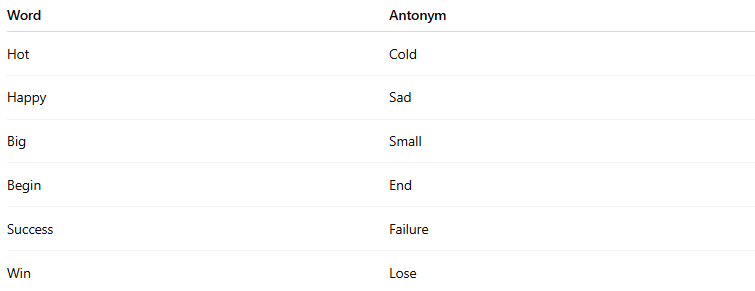 Word Antonym
Hot Cold
Happy Sad
Big Small
Begin End
Success Failure
Win Lose